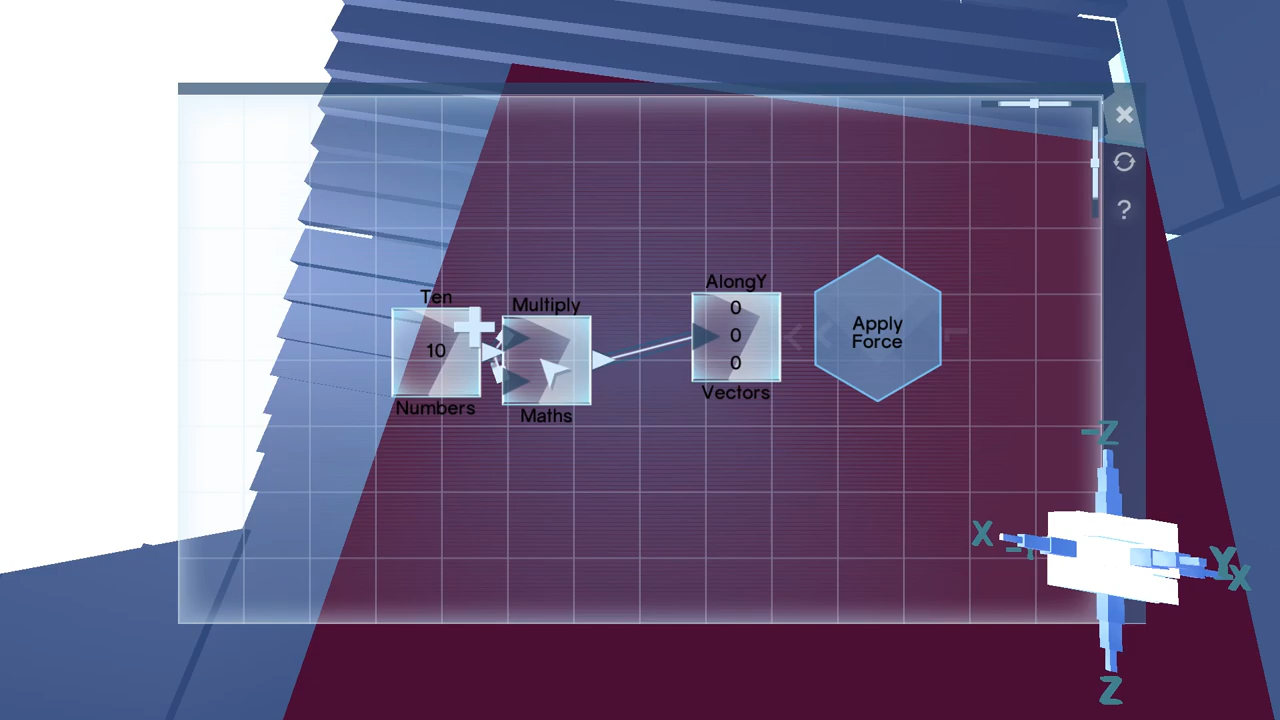 ?
AlongY
Ten
Multiply
0
0
0
10
Apply
Force
Numbers
Maths
Vectors
-Z
X
-Y
Y
X
Z